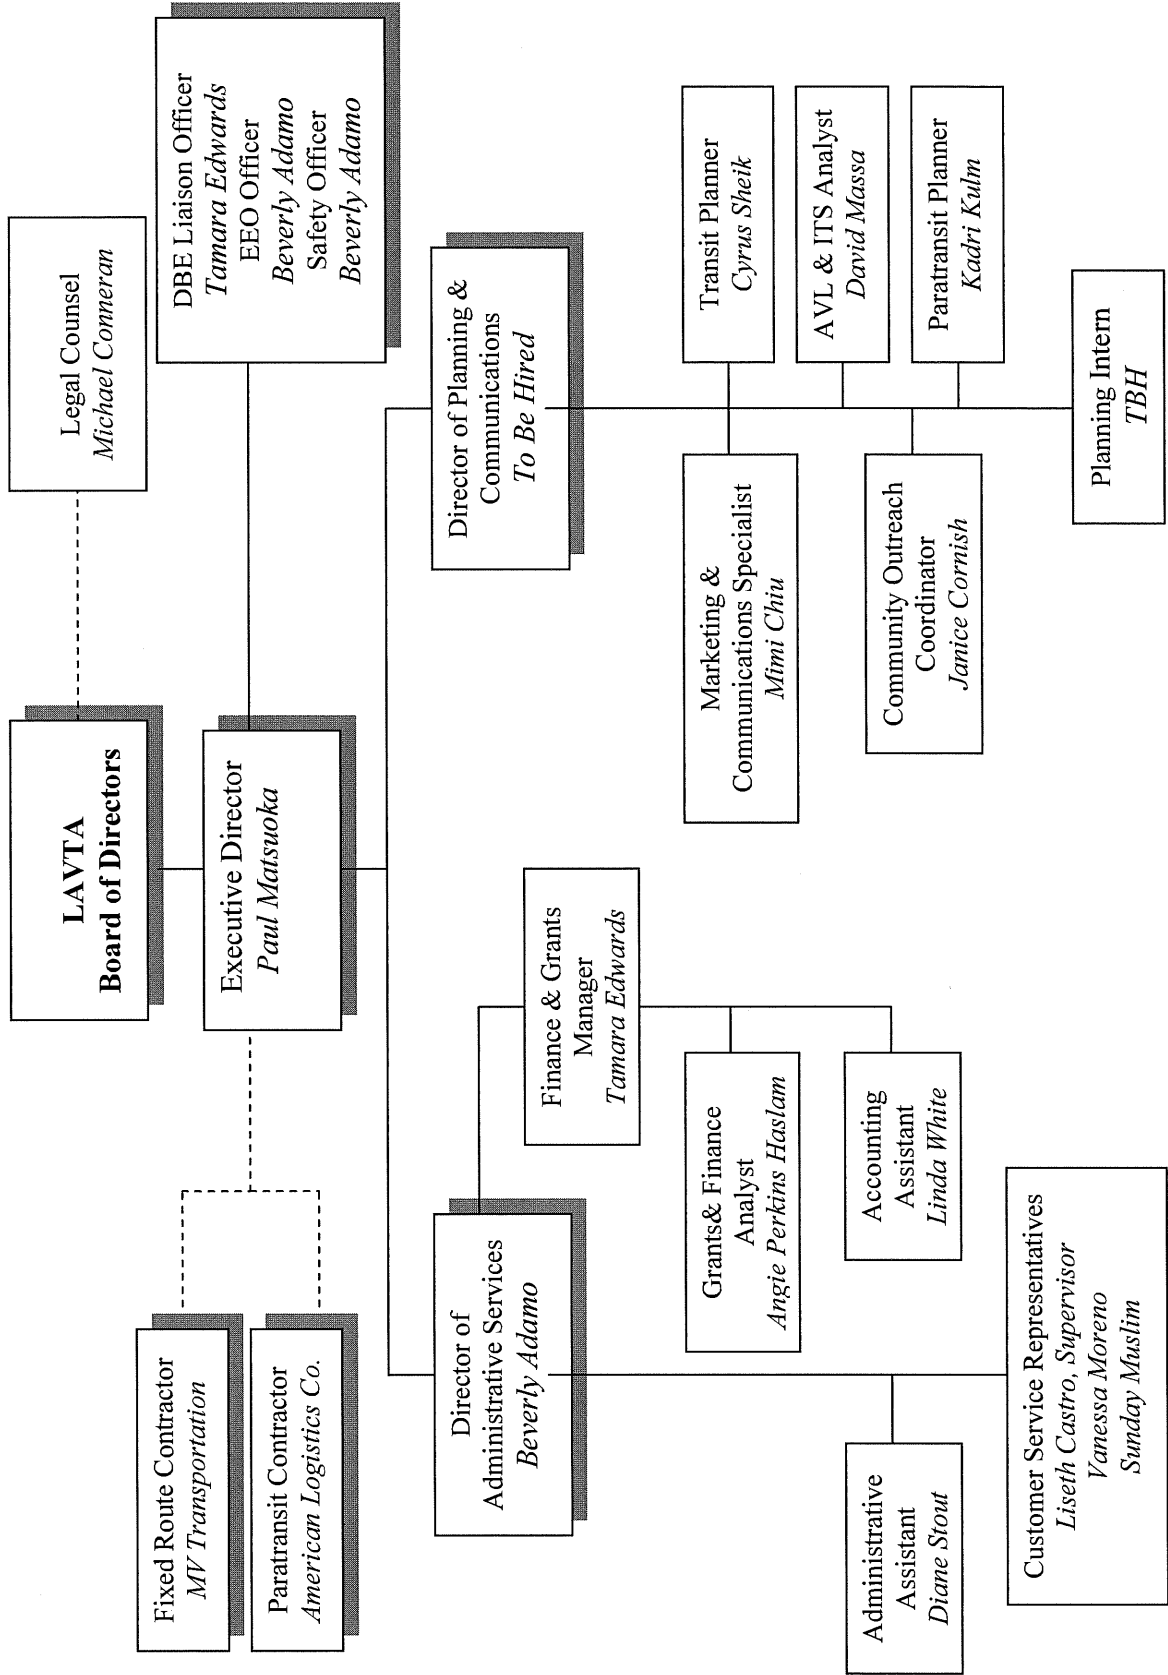 LAVTA
Board of Directors
Legal Counsel
Michael Conneran
Executive Director
Paul Matsuoka
DBE Liaison Officer
Tamara Edwards
EEO Officer
Beverly Adamo
Safety Officer
Beverly Adamo
Fixed Route Contractor
MV Transportation
Paratransit Contractor
American Logistics Co.
Director of
Administrative Services
Beverly Adamo
Director of Planning &
Communications
To Be Hired
Finance & Grants
Manager
Tamara Edwards
Grants& Finance
Analyst
Angie Perkins Haslam
Accounting
Assistant
Linda White
Administrative
Assistant
Diane Stout
Customer Service Representatives
Liseth Castro, Supervisor
Vanessa Moreno
Sunday Muslim
Marketing &
Communications Specialist
Mimi Chiu
Transit Planner
Cyrus Sheik
AVL & ITS Analyst
David Massa
Community Outreach
Coordinator
Janice Cornish
Paratransit Planner
Kadri Kulm
Planning Intern
TBH